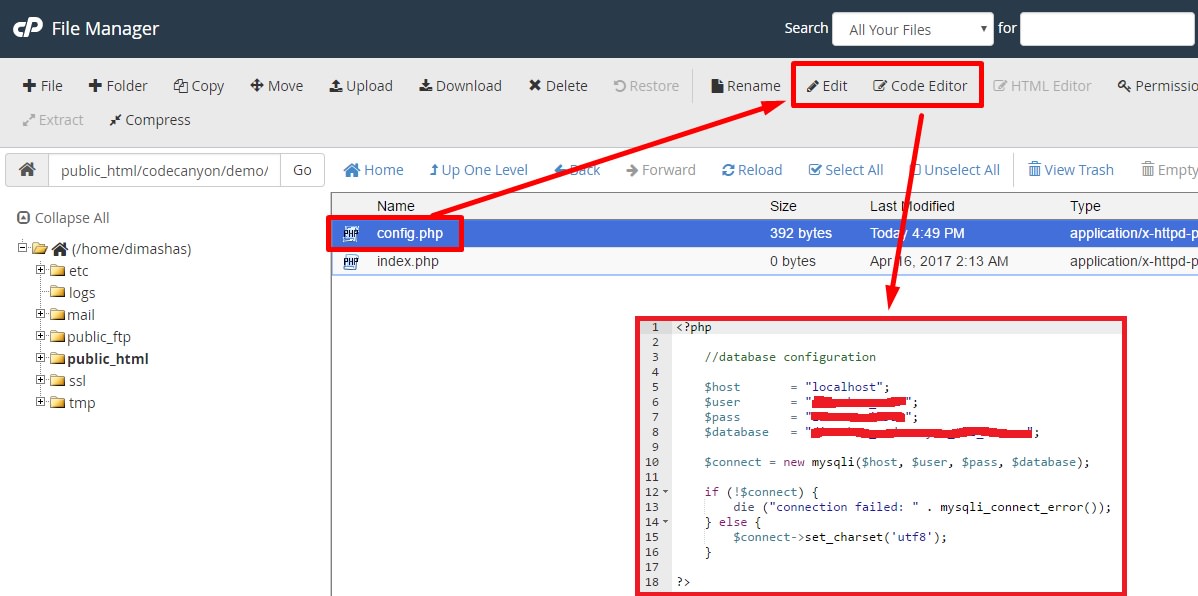 cP File Manager Search All Your Files for
File Folder Copy Move Upload Download Delete Restore Rename Edit Code Editor HTML Editor Permissio
Extract Compress
public_html/codecanyon/demo/ Go Home Up One Level Back Forward Reload Select All Unselect All View Trash Empty
Collapse All
Name Size Last Modified Type
PHP config.php 392 bytes Today 4:49 PM application/x-httpd-p
PHP index.php 0 bytes Apr 16, 2017 2:13 AM application/x-httpd-p
(/home/dimashas)
etc
logs
mail
public_ftp
public_html
ssl
tmp
1 <?php
2
3 //database configuration
4
5 $host = "localhost";
6 $user = "";
7 $pass = "";
8 $database = "";
9
10 $connect = new mysqli($host, $user, $pass, $database);
11
12 if (!$connect) {
13 die ("connection failed: " . mysqli_connect_error());
14 } else {
15 $connect->set_charset('utf8');
16 }
17
18 ?>